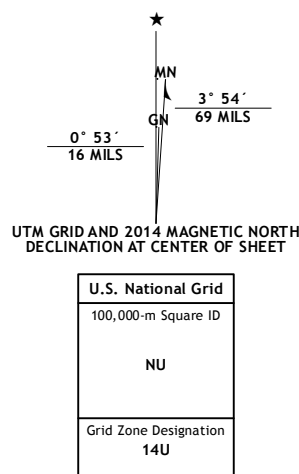 MN
3° 54´
69 MILS
GN
0° 53´
16 MILS
UTM GRID AND 2014 MAGNETIC NORTH
DECLINATION AT CENTER OF SHEET
U.S. National Grid
100,000-m Square ID
NU
Grid Zone Designation
14U